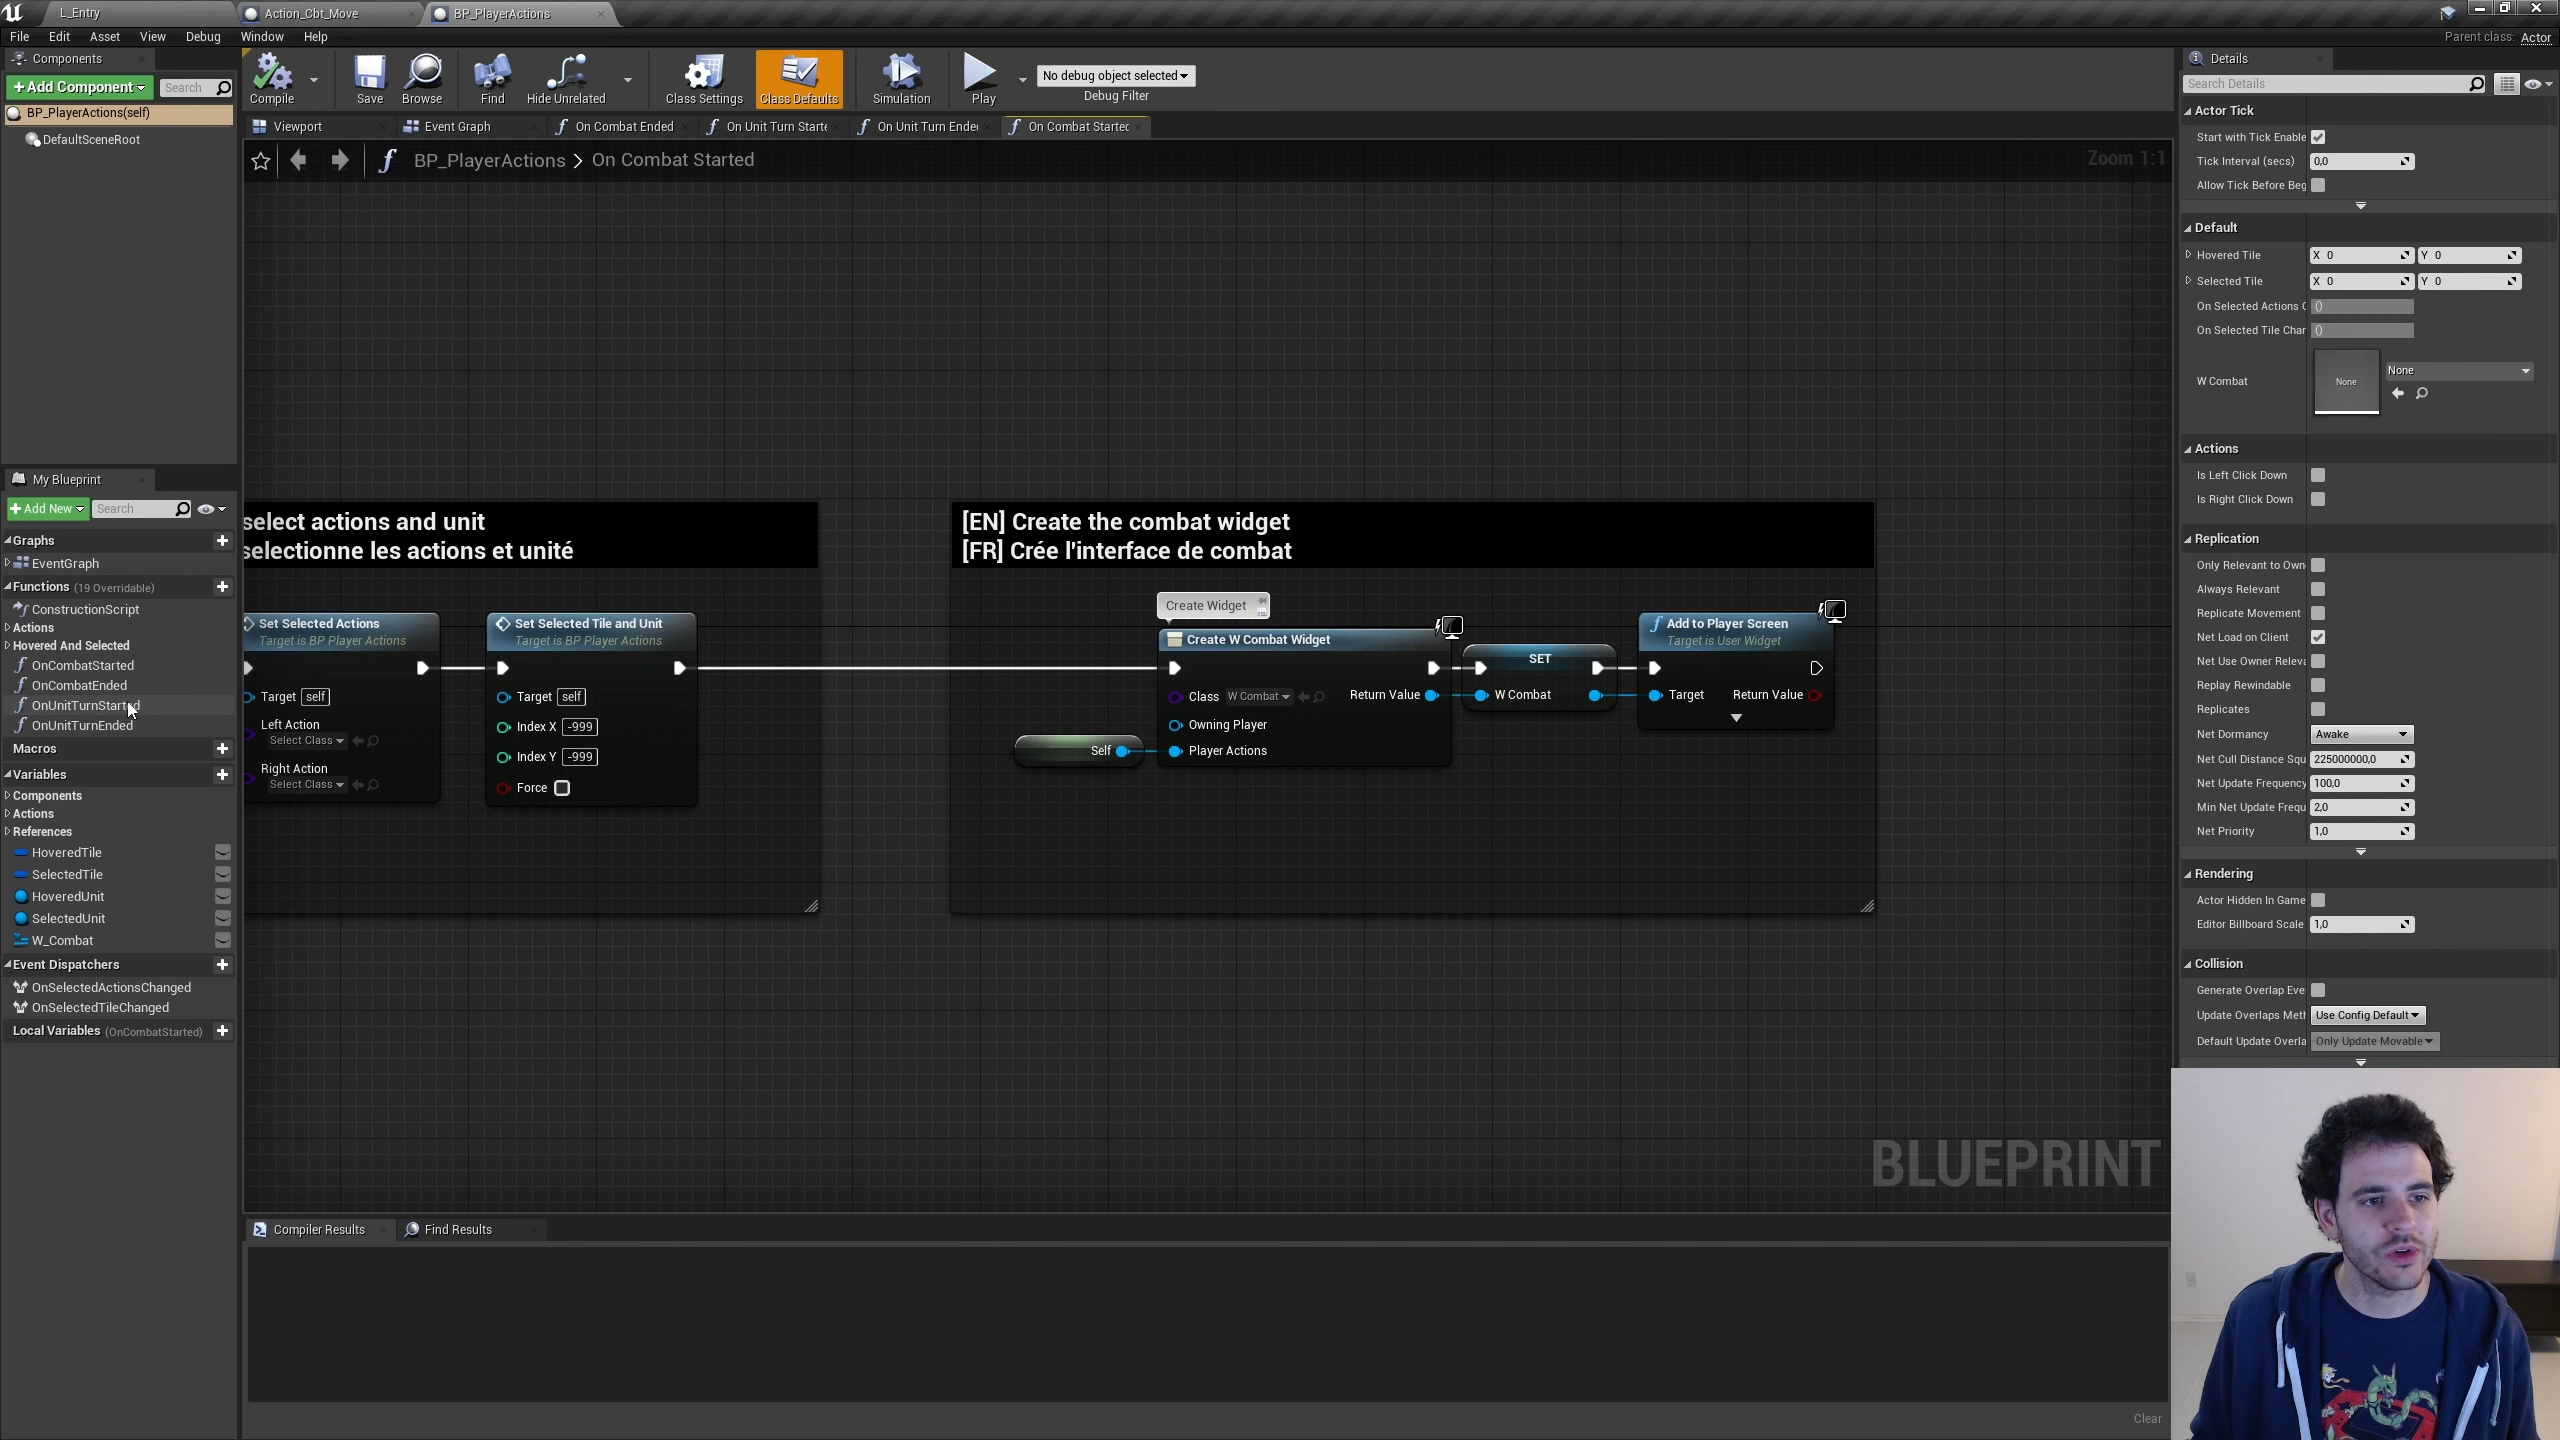 L_Entry
Action_Cbt_Move
BP_PlayerActions
File
Edit
Asset
View
Debug
Window
Help
Parent class: Actor
Components
+Add Component
Search
BP_PlayerActions(self)
DefaultSceneRoot
Compile
Save
Browse
Find
Hide Unrelated
Class Settings
Class Defaults
Simulation
Play
No debug object selected
Debug Filter
Viewport
Event Graph
On Combat Ended
On Unit Turn Starte
On Unit Turn Ended
On Combat Started
BP_PlayerActions > On Combat Started
Zoom 1:1
My Blueprint
+Add New
Search
Graphs
EventGraph
Functions (19 Overridable)
ConstructionScript
Actions
Hovered And Selected
OnCombatStarted
OnCombatEnded
OnUnitTurnStarted
OnUnitTurnEnded
Macros
Variables
Components
Actions
References
HoveredTile
SelectedTile
HoveredUnit
SelectedUnit
W_Combat
Event Dispatchers
OnSelectedActionsChanged
OnSelectedTileChanged
Local Variables (OnCombatStarted)
select actions and unit
selectionne les actions et unité
Set Selected Actions
Target is BP Player Actions
Target self
Left Action
Select Class
Right Action
Select Class
Set Selected Tile and Unit
Target is BP Player Actions
Target self
Index X -999
Index Y -999
Force
[EN] Create the combat widget
[FR] Crée l'interface de combat
Create Widget
Create W Combat Widget
Class W Combat
Return Value
Owning Player
Player Actions
Self
SET
W Combat
Add to Player Screen
Target is User Widget
Target
Return Value
BLUEPRINT
Compiler Results
Find Results
Clear
Details
Search Details
Actor Tick
Start with Tick Enable
Tick Interval (secs) 0,0
Allow Tick Before Beg
Default
Hovered Tile X 0 Y 0
Selected Tile X 0 Y 0
On Selected Actions C ()
On Selected Tile Char ()
W Combat
None
None
Actions
Is Left Click Down
Is Right Click Down
Replication
Only Relevant to Own
Always Relevant
Replicate Movement
Net Load on Client
Net Use Owner Releva
Replay Rewindable
Replicates
Net Dormancy Awake
Net Cull Distance Squ 225000000,0
Net Update Frequency 100,0
Min Net Update Frequ 2,0
Net Priority 1,0
Rendering
Actor Hidden In Game
Editor Billboard Scale 1,0
Collision
Generate Overlap Eve
Update Overlaps Meth Use Config Default
Default Update Overla Only Update Movable